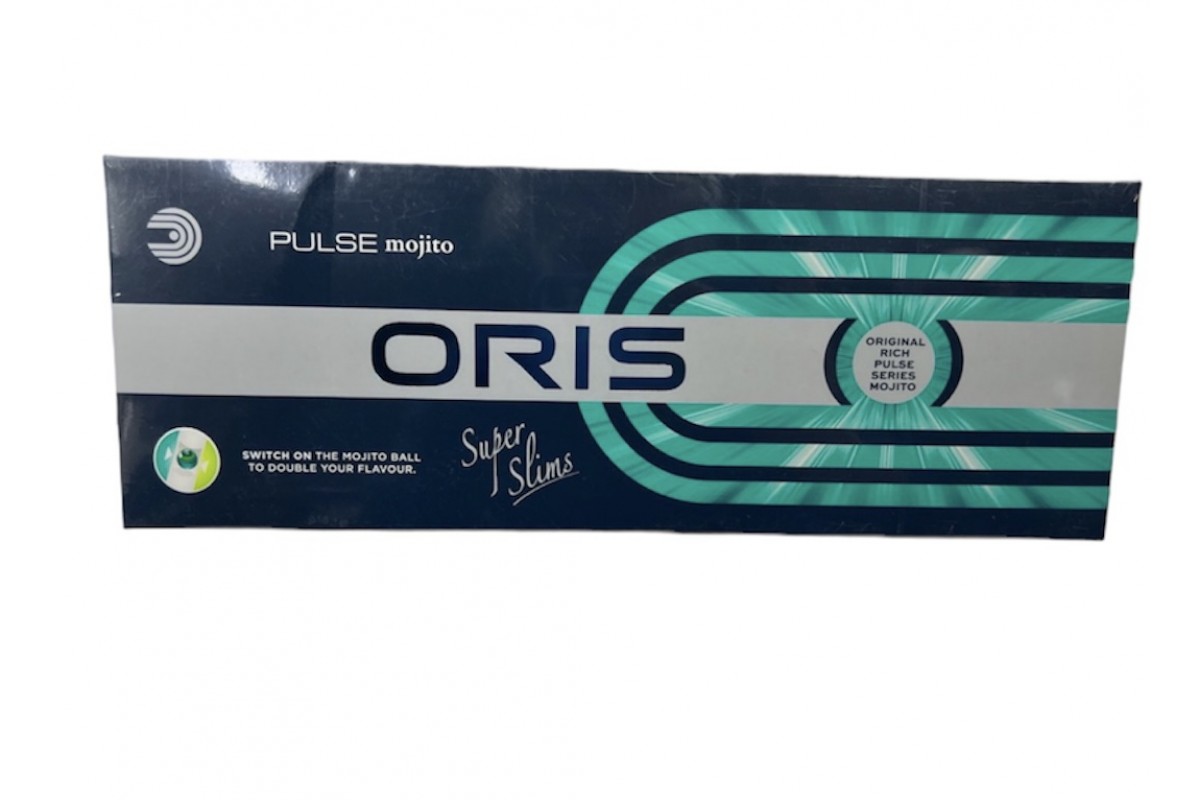 PULSE mojito
ORIS
ORIGINAL
RICH
PULSE
SERIES
MOJITO
SWITCH ON THE MOJITO BALL
TO DOUBLE YOUR FLAVOUR.
Super
Slims